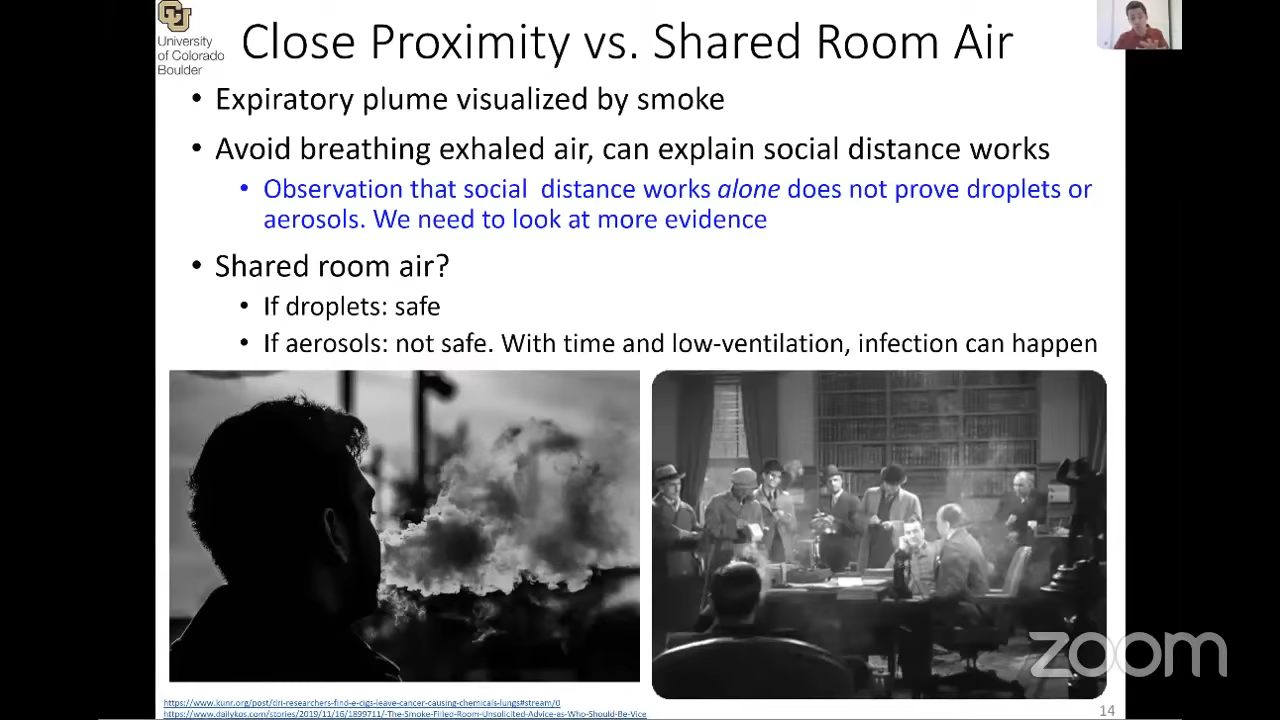 CU
University
of Colorado
Boulder
Close Proximity vs. Shared Room Air
• Expiratory plume visualized by smoke
• Avoid breathing exhaled air, can explain social distance works
• Observation that social distance works alone does not prove droplets or
aerosols. We need to look at more evidence
• Shared room air?
• If droplets: safe
• If aerosols: not safe. With time and low-ventilation, infection can happen
zoom
https://www.kunr.org/post/dri-researchers-find-e-cigs-leave-cancer-causing-chemicals-lungs#stream/0
https://www.dailykos.com/stories/2019/11/16/1899711/-The-Smoke-Filled-Room-Unsolicited-Advice-as-Who-Should-Be-Vice
14